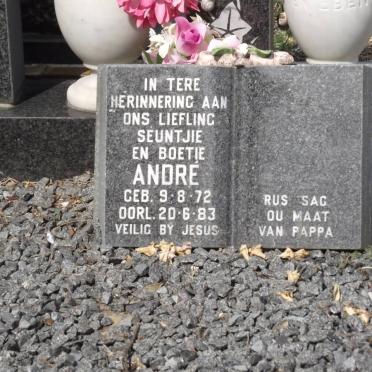 IN TERE
HERINNERING AAN
ONS LIEFLING
SEUNTJIE
EN BOETIE
ANDRÉ
GEB. 9·8·72
OORL. 20·6·83
VEILIG BY JESUS
RUS SAG
OU MAAT
VAN PAPPA